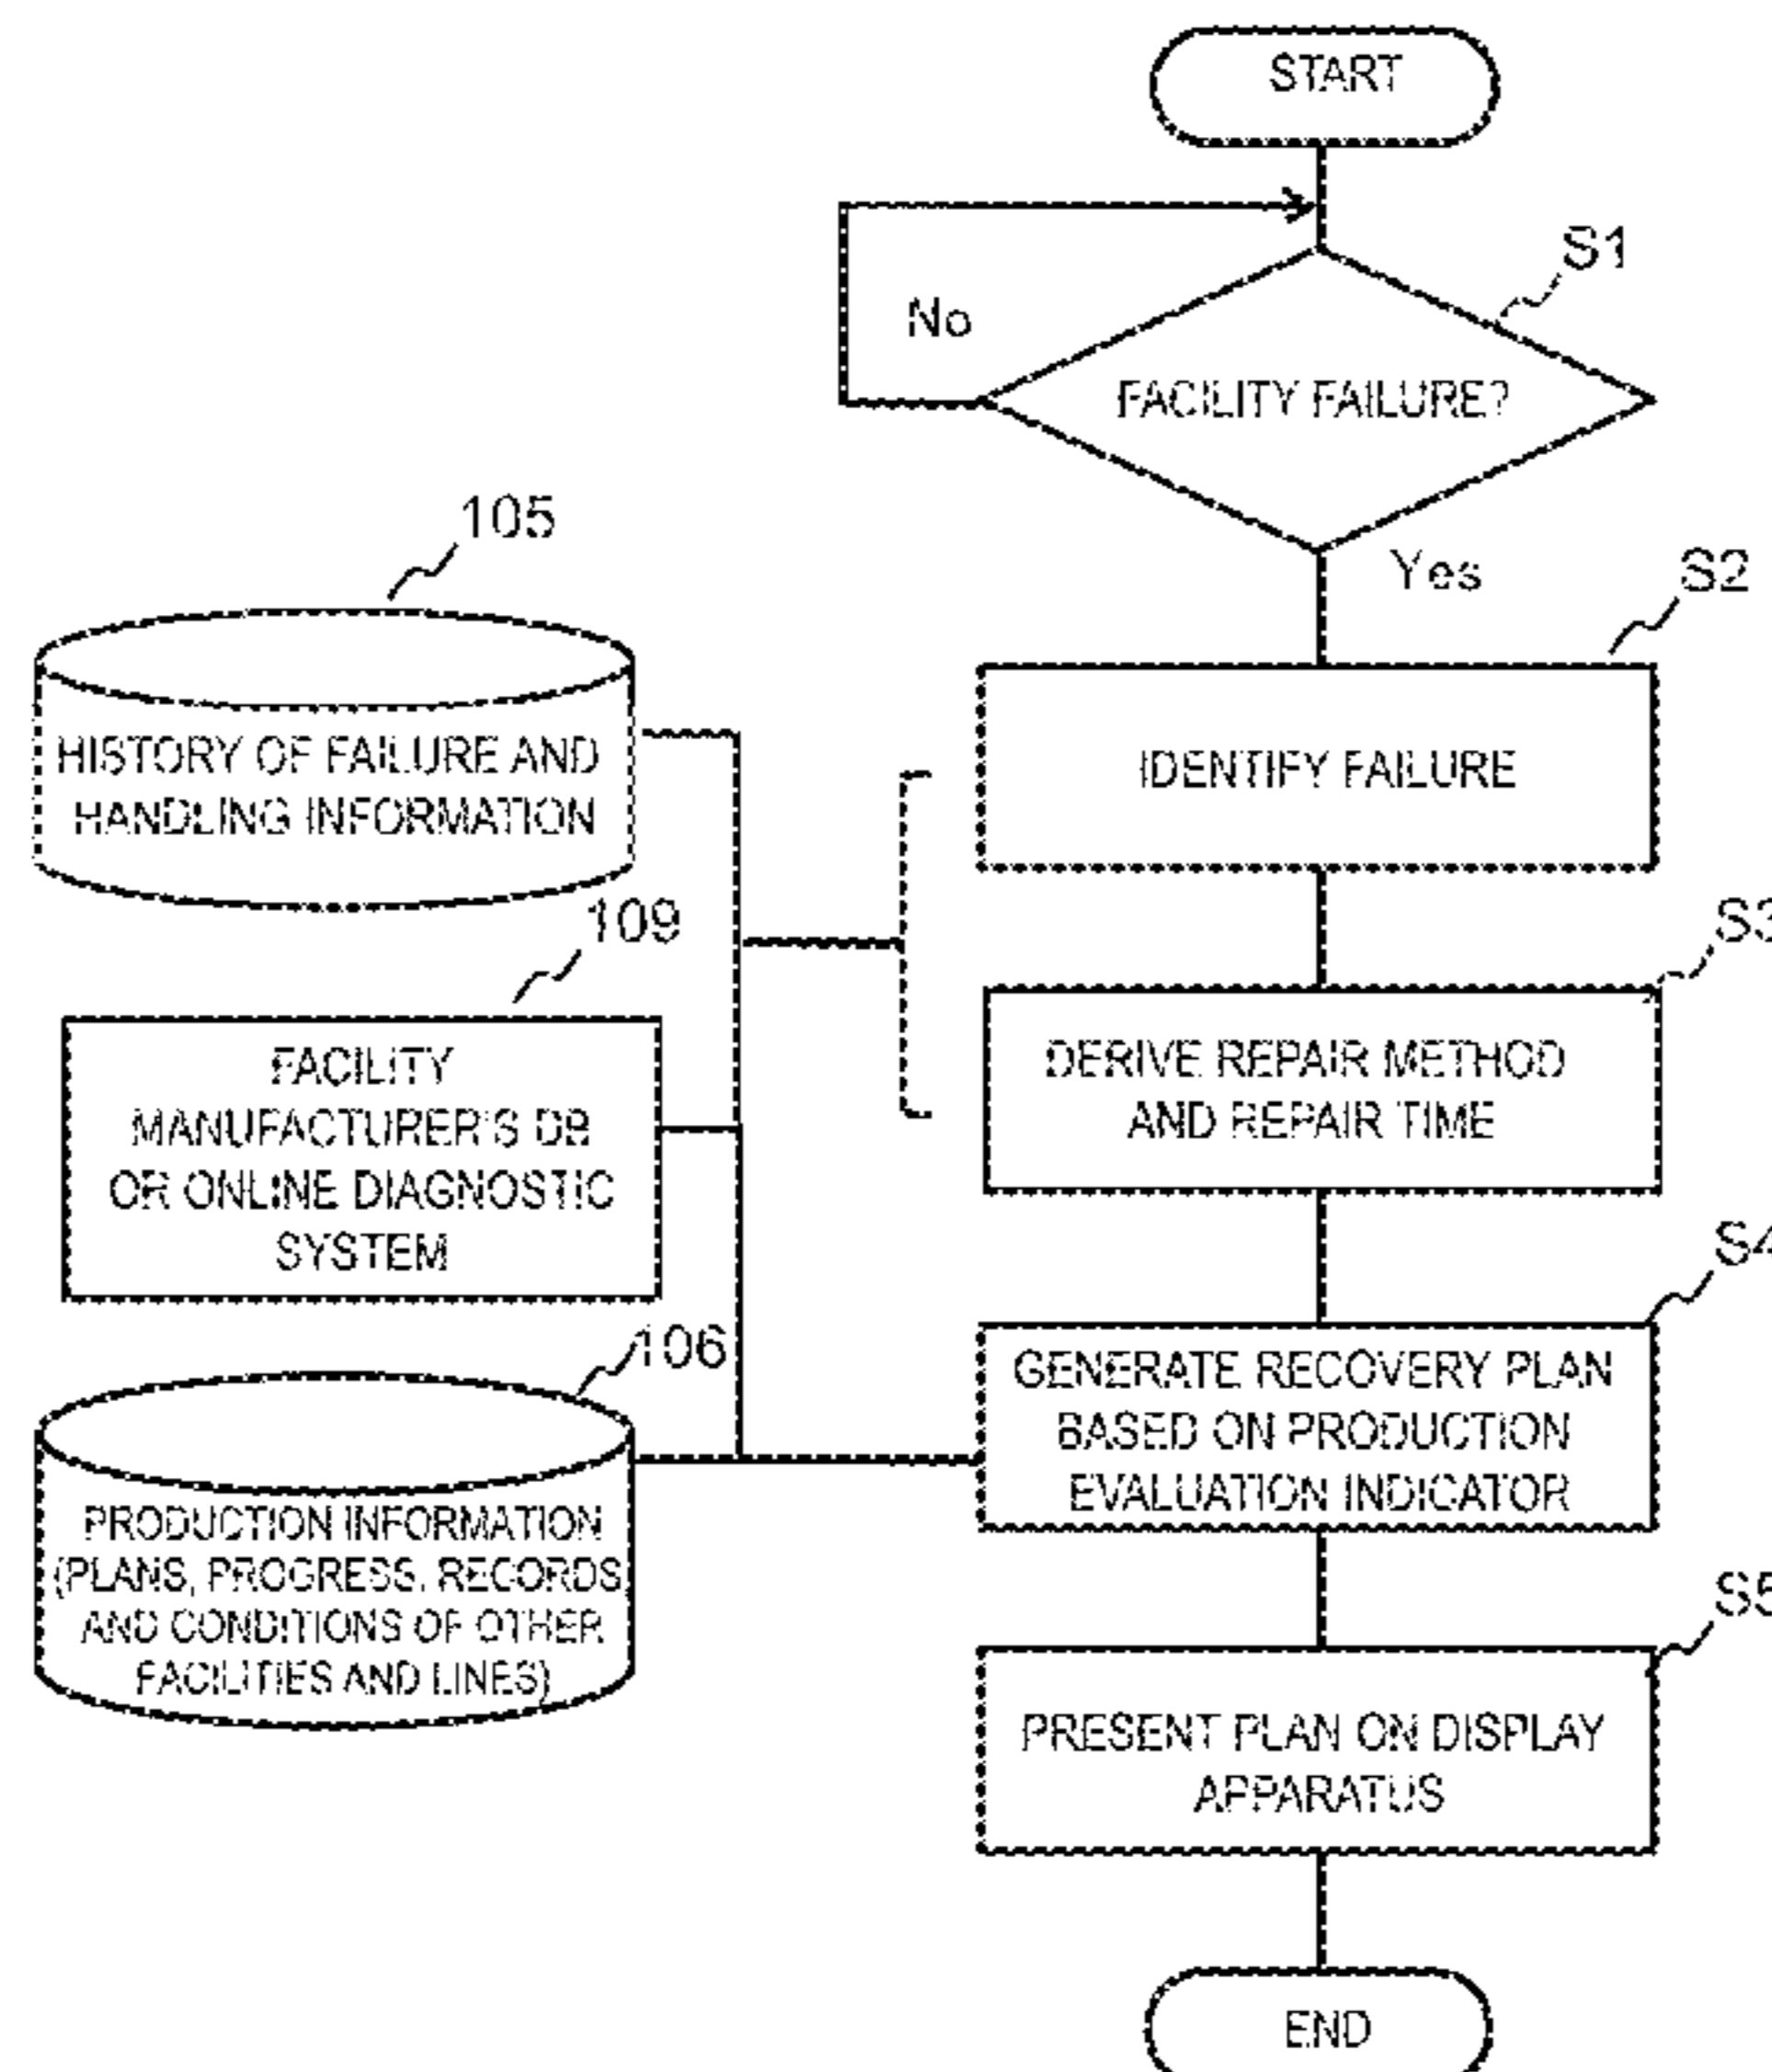 START
S1
No
FACILITY FAILURE?
Yes
S2
105
IDENTIFY FAILURE
HISTORY OF FAILURE AND
HANDLING INFORMATION
S3
109
DERIVE REPAIR METHOD
AND REPAIR TIME
FACILITY
MANUFACTURER'S DB
OR ONLINE DIAGNOSTIC
SYSTEM
S4
106
GENERATE RECOVERY PLAN
BASED ON PRODUCTION
EVALUATION INDICATOR
PRODUCTION INFORMATION
(PLANS, PROGRESS, RECORDS
AND CONDITIONS OF OTHER
FACILITIES AND LINES)
S5
PRESENT PLAN ON DISPLAY
APPARATUS
END